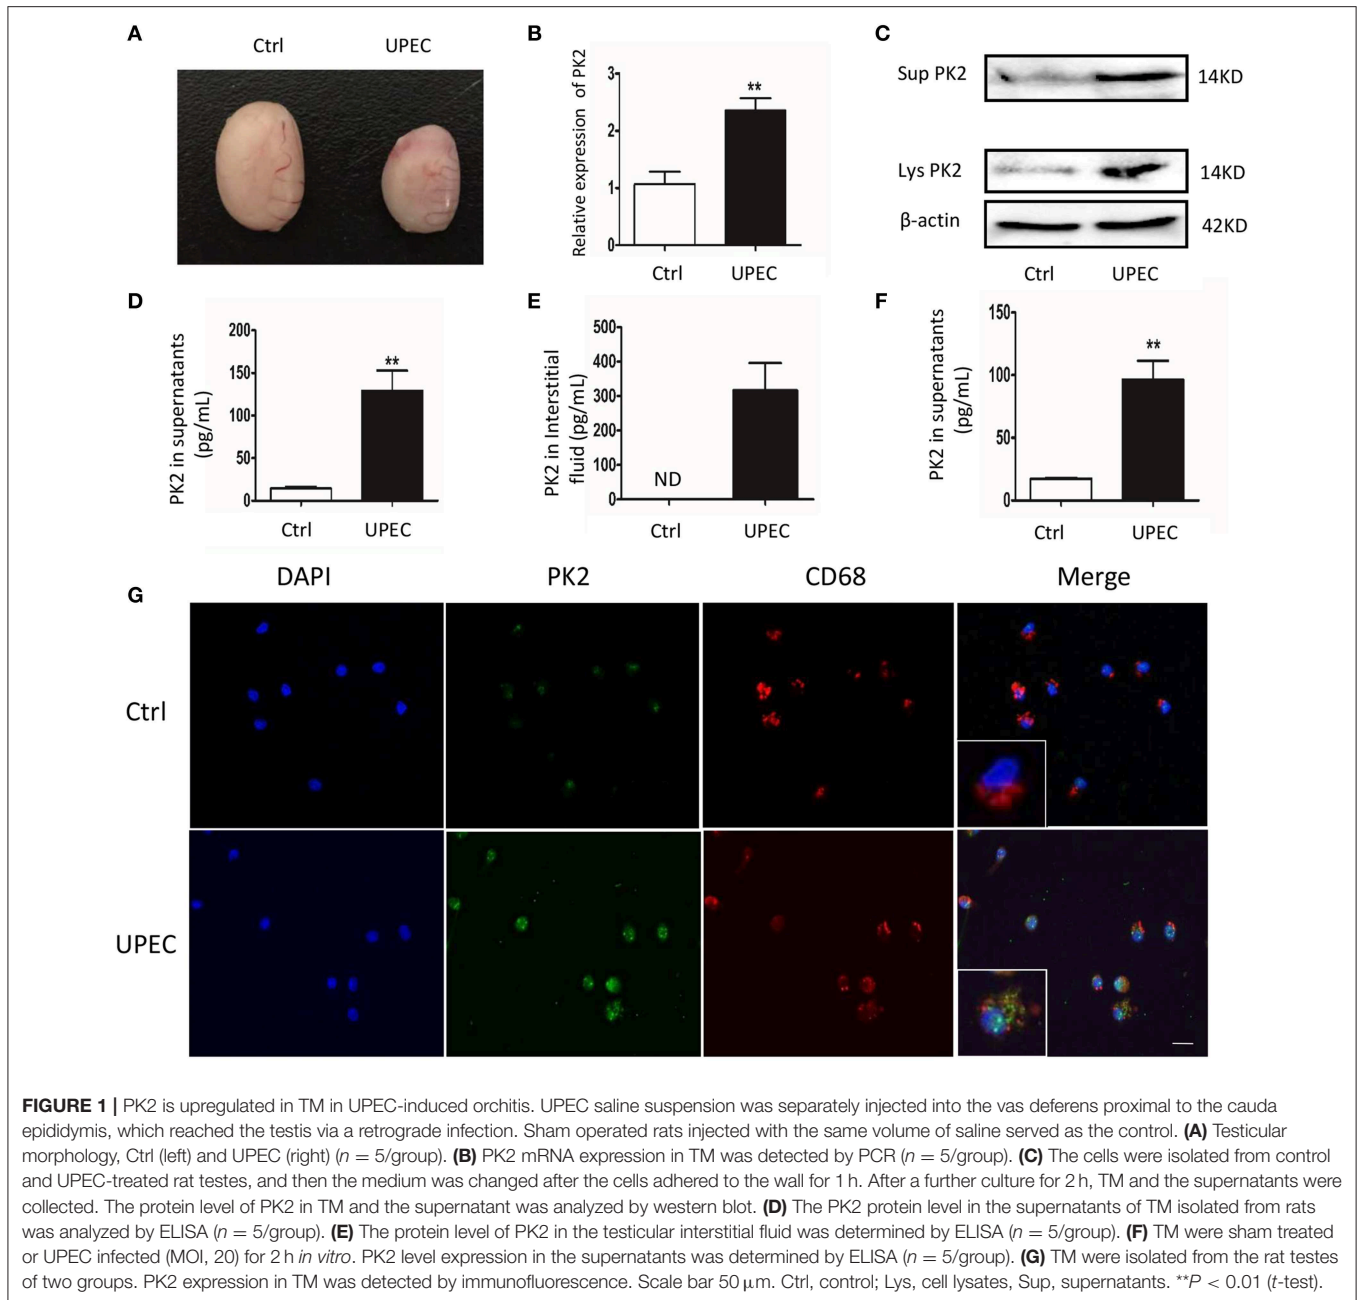 A
Ctrl
UPEC
B
Relative expression of PK2
3
2
1
0
**
Ctrl
UPEC
C
Sup PK2
14KD
Lys PK2
14KD
β-actin
42KD
Ctrl
UPEC
D
PK2 in supernatants
(pg/mL)
200
150
100
50
0
**
Ctrl
UPEC
E
PK2 in Interstitial
fluid (pg/mL)
500
400
300
200
100
0
ND
Ctrl
UPEC
F
PK2 in supernatants
(pg/mL)
150
100
50
0
**
Ctrl
UPEC
G
DAPI
PK2
CD68
Merge
Ctrl
UPEC
FIGURE 1 | PK2 is upregulated in TM in UPEC-induced orchitis. UPEC saline suspension was separately injected into the vas deferens proximal to the cauda
epididymis, which reached the testis via a retrograde infection. Sham operated rats injected with the same volume of saline served as the control. (A) Testicular
morphology, Ctrl (left) and UPEC (right) (n = 5/group). (B) PK2 mRNA expression in TM was detected by PCR (n = 5/group). (C) The cells were isolated from control
and UPEC-treated rat testes, and then the medium was changed after the cells adhered to the wall for 1 h. After a further culture for 2 h, TM and the supernatants were
collected. The protein level of PK2 in TM and the supernatant was analyzed by western blot. (D) The PK2 protein level in the supernatants of TM isolated from rats
was analyzed by ELISA (n = 5/group). (E) The protein level of PK2 in the testicular interstitial fluid was determined by ELISA (n = 5/group). (F) TM were sham treated
or UPEC infected (MOI, 20) for 2 h in vitro. PK2 level expression in the supernatants was determined by ELISA (n = 5/group). (G) TM were isolated from the rat testes
of two groups. PK2 expression in TM was detected by immunofluorescence. Scale bar 50 μm. Ctrl, control; Lys, cell lysates, Sup, supernatants. **P < 0.01 (t-test).